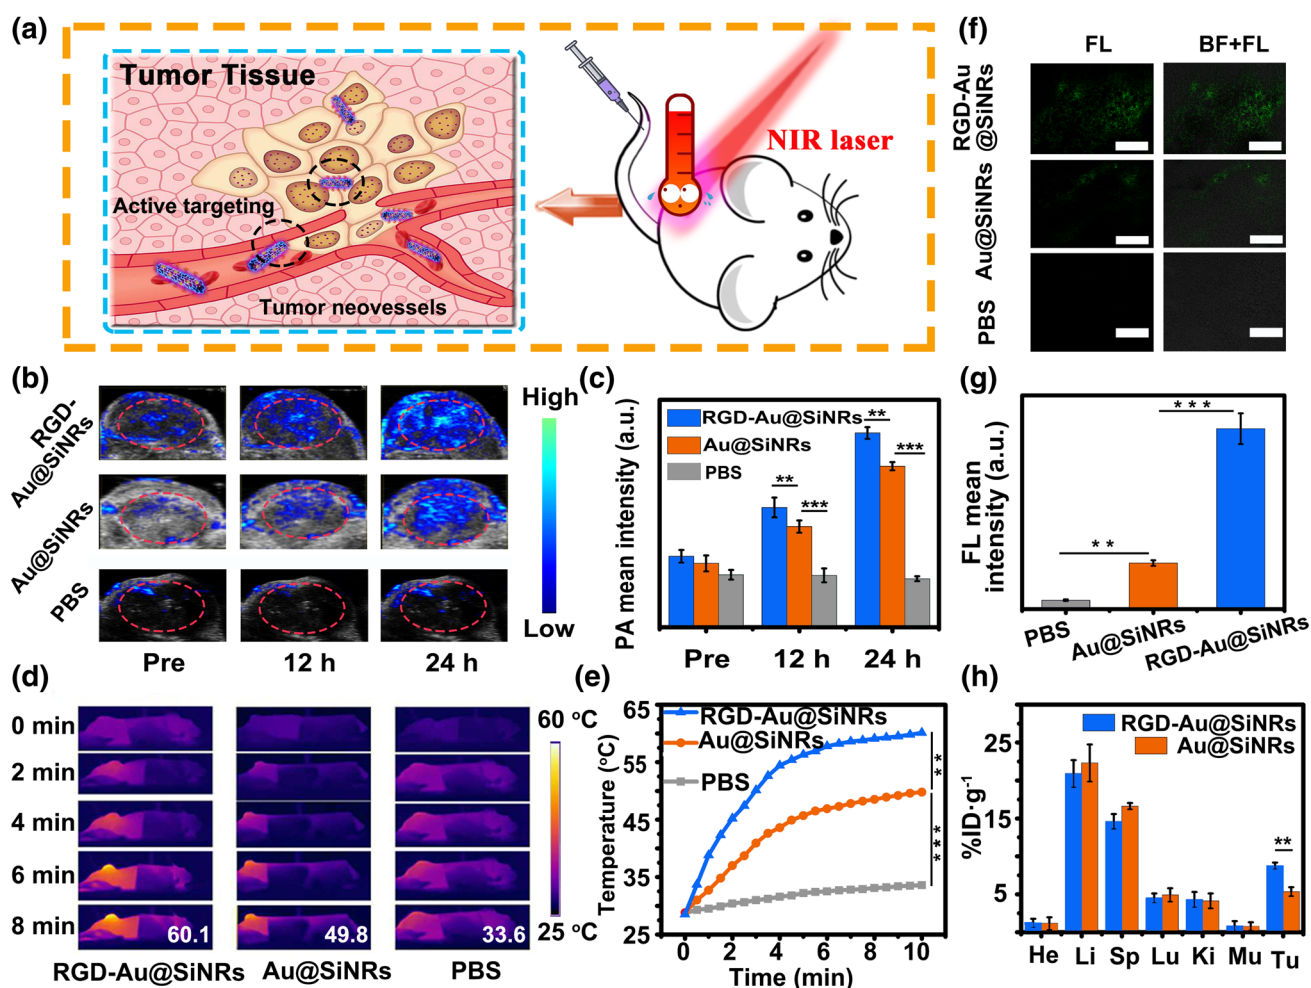 (a)
Tumor Tissue
Active targeting
Tumor neovessels
NIR laser
(b)
RGD-
Au@SiNRs
Au@SiNRs
PBS
Pre
12 h
24 h
High
Low
(c)
PA mean intensity (a.u.)
RGD-Au@SiNRs
Au@SiNRs
PBS
**
***
**
***
Pre
12 h
24 h
(d)
0 min
2 min
4 min
6 min
8 min
60.1
49.8
33.6
60 °C
25 °C
RGD-Au@SiNRs
Au@SiNRs
PBS
(e)
Temperature (°C)
65
55
45
35
25
RGD-Au@SiNRs
Au@SiNRs
PBS
**
***
0
2
4
6
8
10
Time (min)
(f)
FL
BF+FL
RGD-Au
@SiNRs
Au@SiNRs
PBS
(g)
FL mean
intensity (a.u.)
**
***
PBS
Au@SiNRs
RGD-Au@SiNRs
(h)
%ID·g-1
25
15
5
RGD-Au@SiNRs
Au@SiNRs
**
He
Li
Sp
Lu
Ki
Mu
Tu